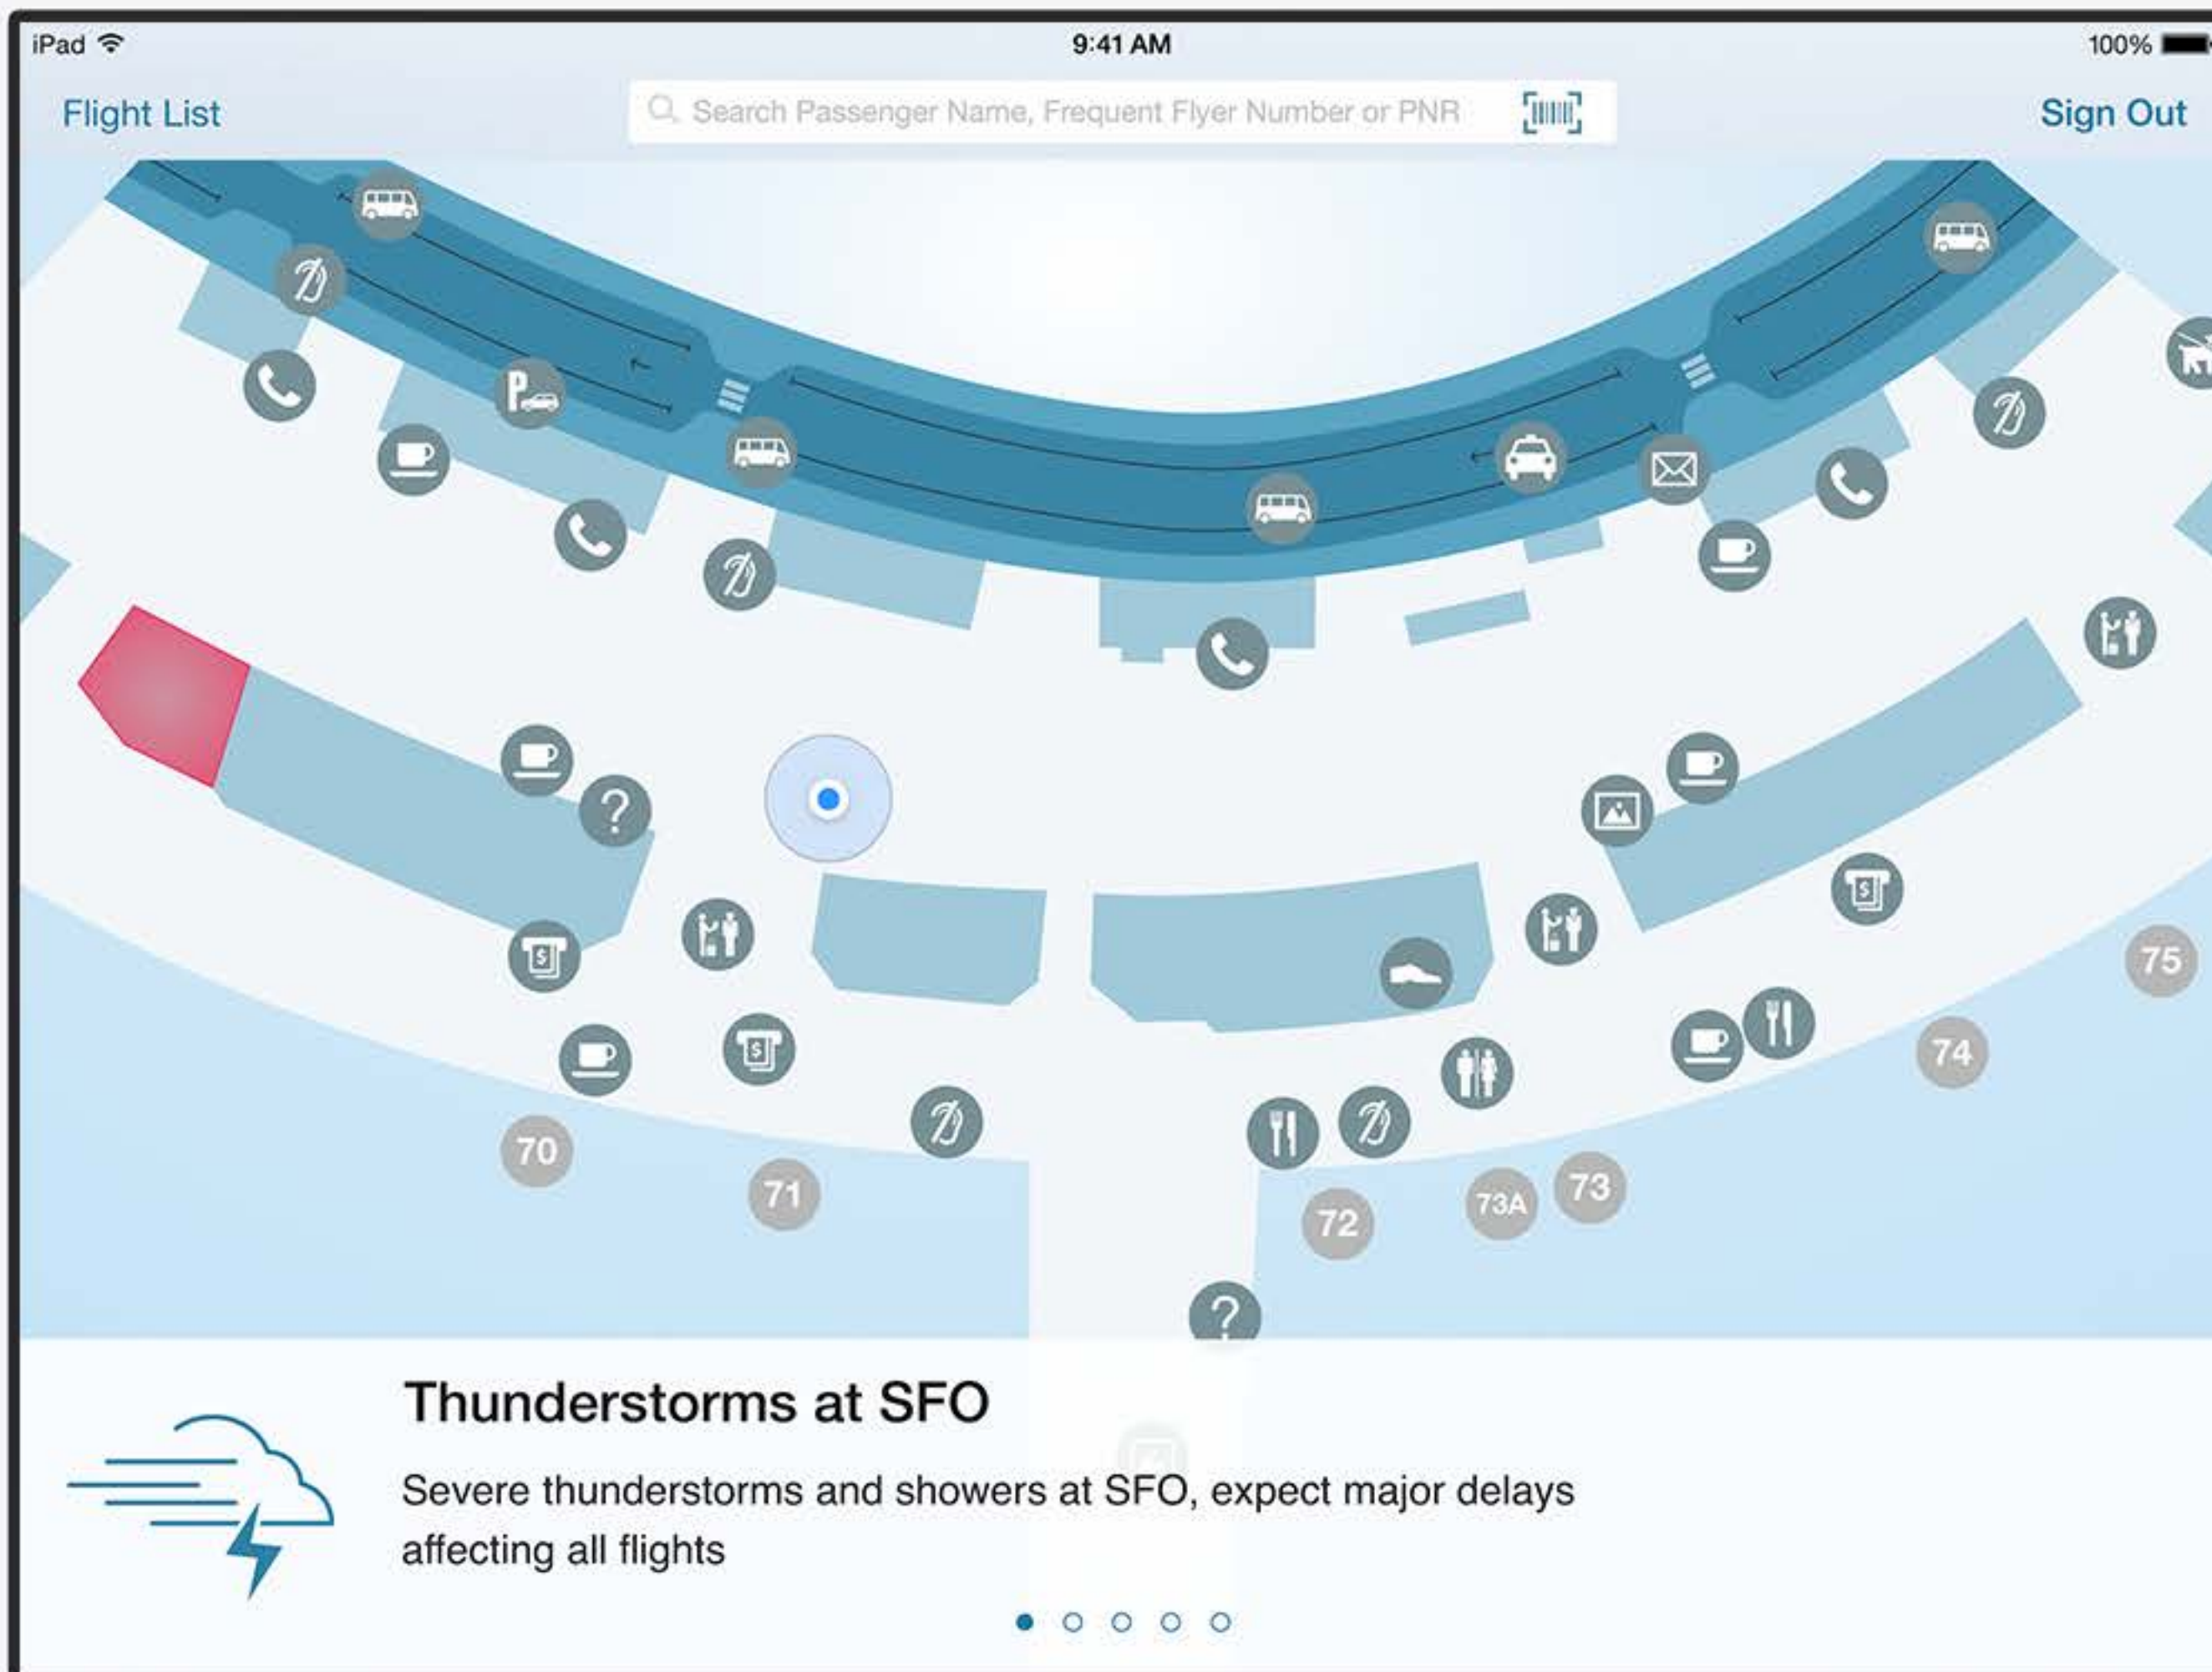 iPad 9:41 AM 100%
Flight List Search Passenger Name, Frequent Flyer Number or PNR Sign Out
P
?
$
$
$
75
74
70
71
72
73A
73
?
Thunderstorms at SFO
Severe thunderstorms and showers at SFO, expect major delays
affecting all flights